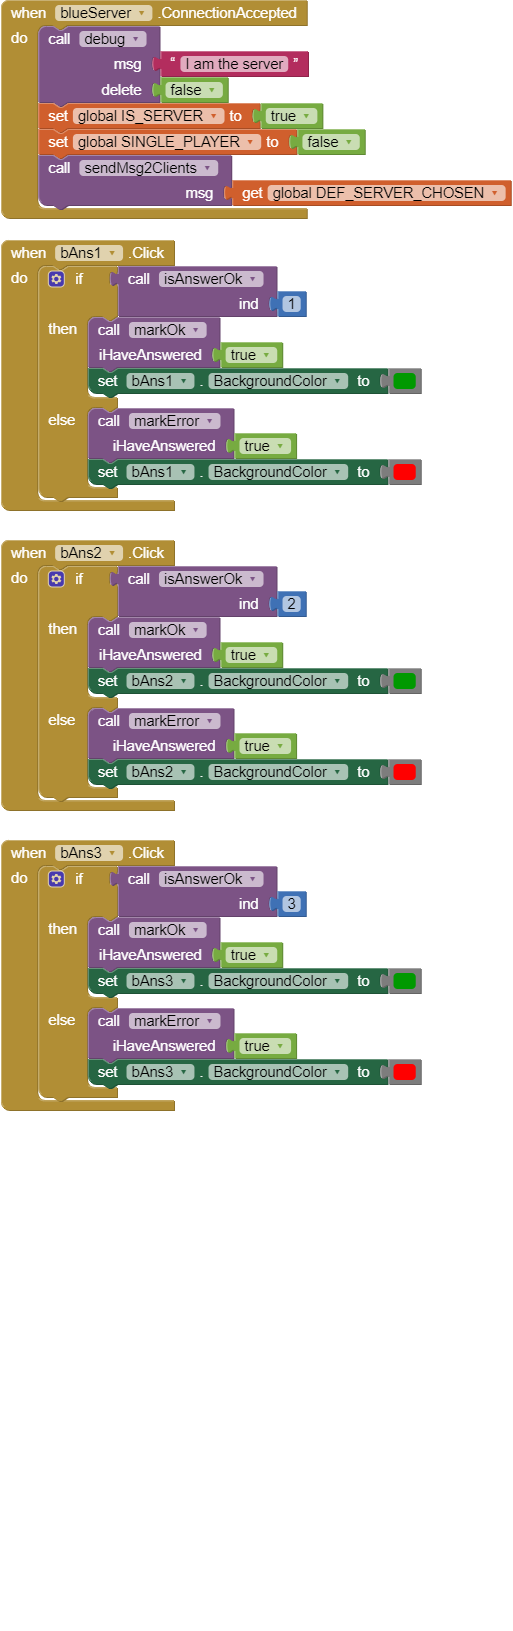 when blueServer .ConnectionAccepted
do call debug
msg “ I am the server ”
delete false
set global IS_SERVER to true
set global SINGLE_PLAYER to false
call sendMsg2Clients
msg get global DEF_SERVER_CHOSEN
when bAns1 .Click
do if call isAnswerOk
ind 1
then call markOk
iHaveAnswered true
set bAns1 . BackgroundColor to
else call markError
iHaveAnswered true
set bAns1 . BackgroundColor to
when bAns2 .Click
do if call isAnswerOk
ind 2
then call markOk
iHaveAnswered true
set bAns2 . BackgroundColor to
else call markError
iHaveAnswered true
set bAns2 . BackgroundColor to
when bAns3 .Click
do if call isAnswerOk
ind 3
then call markOk
iHaveAnswered true
set bAns3 . BackgroundColor to
else call markError
iHaveAnswered true
set bAns3 . BackgroundColor to